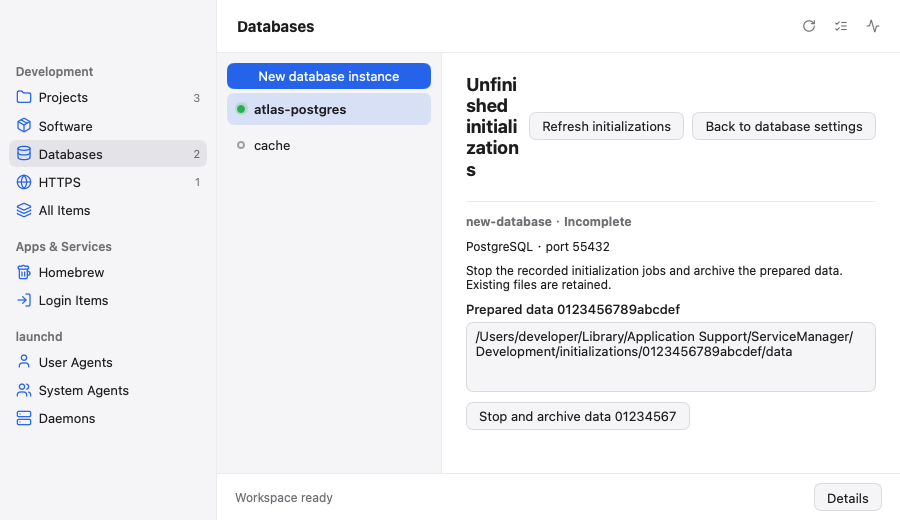 Databases
Development
Projects 3
Software
Databases 2
HTTPS 1
All Items
Apps & Services
Homebrew
Login Items
launchd
User Agents
System Agents
Daemons
New database instance
atlas-postgres
cache
Unfini
shed
initiali
zation
s
Refresh initializations
Back to database settings
new-database · Incomplete
PostgreSQL · port 55432
Stop the recorded initialization jobs and archive the prepared data.
Existing files are retained.
Prepared data 0123456789abcdef
/Users/developer/Library/Application Support/ServiceManager/
Development/initializations/0123456789abcdef/data
Stop and archive data 01234567
Workspace ready
Details